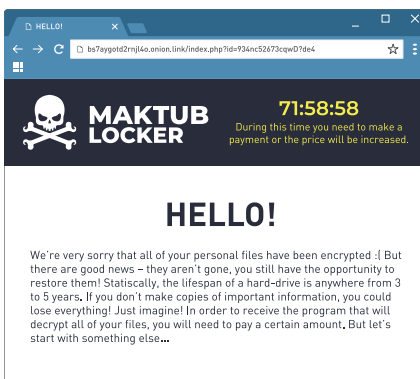 HELLO!
bs7aygotd2rnjl4o.onion.link/index.php?id=934nc52673cqwD?de4
MAKTUB
LOCKER
71:58:58
During this time you need to make a
payment or the price will be increased.
HELLO!
We're very sorry that all of your personal files have been encrypted :( But
there are good news – they aren't gone, you still have the opportunity to
restore them! Statiscally, the lifespan of a hard-drive is anywhere from 3
to 5 years. If you don't make copies of important information, you could
lose everything! Just imagine! In order to receive the program that will
decrypt all of your files, you will need to pay a certain amount. But let's
start with something else...